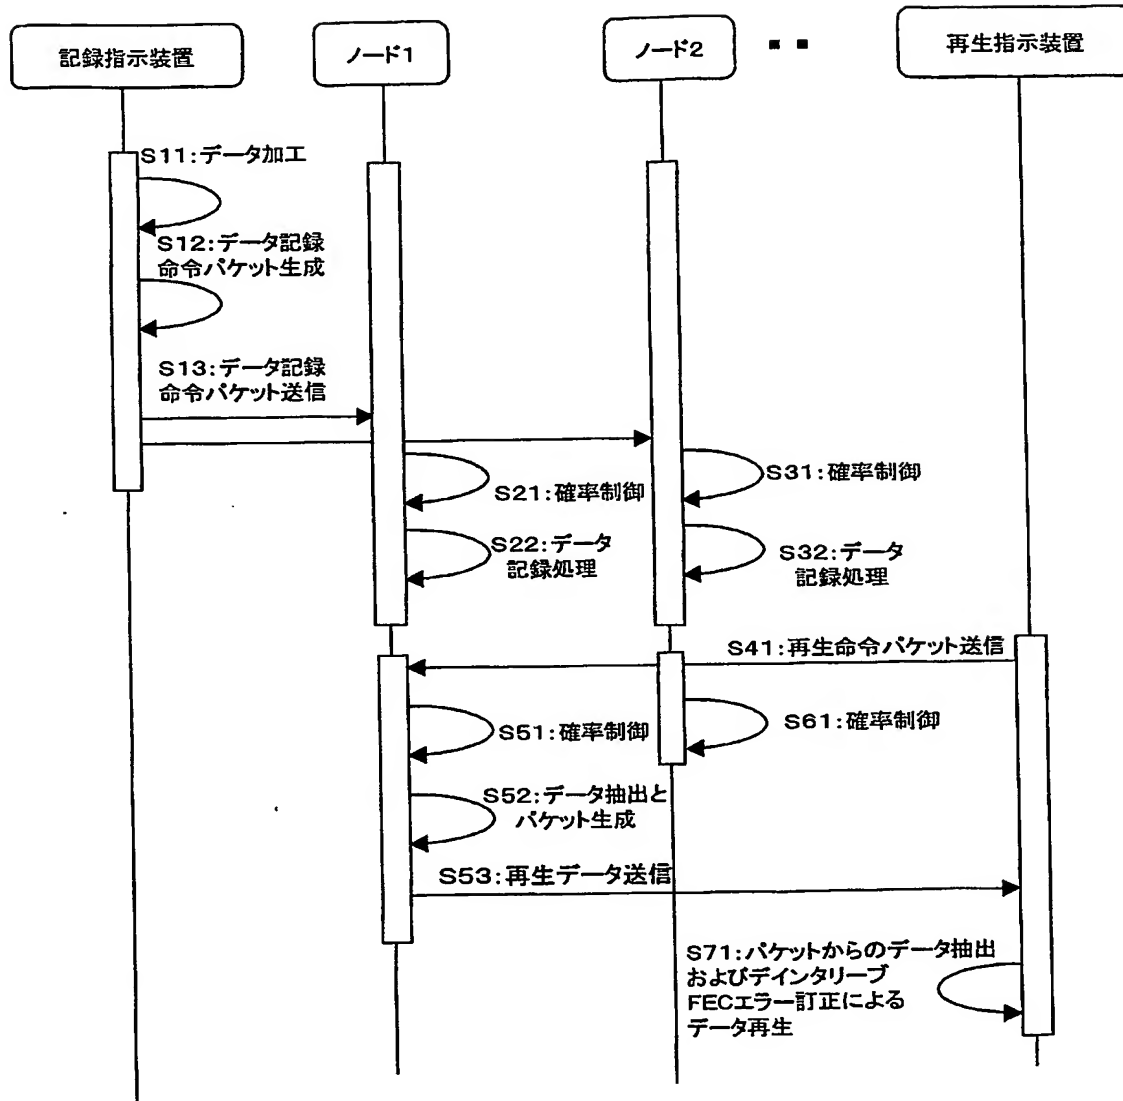 記録指示装置
ノード1
ノード2
再生指示装置
S11:データ加工
S12:データ記録
命令パケット生成
S13:データ記録
命令パケット送信
S21:確率制御
S31:確率制御
S22:データ
記録処理
S32:データ
記録処理
S41:再生命令パケット送信
S51:確率制御
S61:確率制御
S52:データ抽出と
パケット生成
S53:再生データ送信
S71:パケットからのデータ抽出
およびデインタリーブ
FECエラー訂正による
データ再生